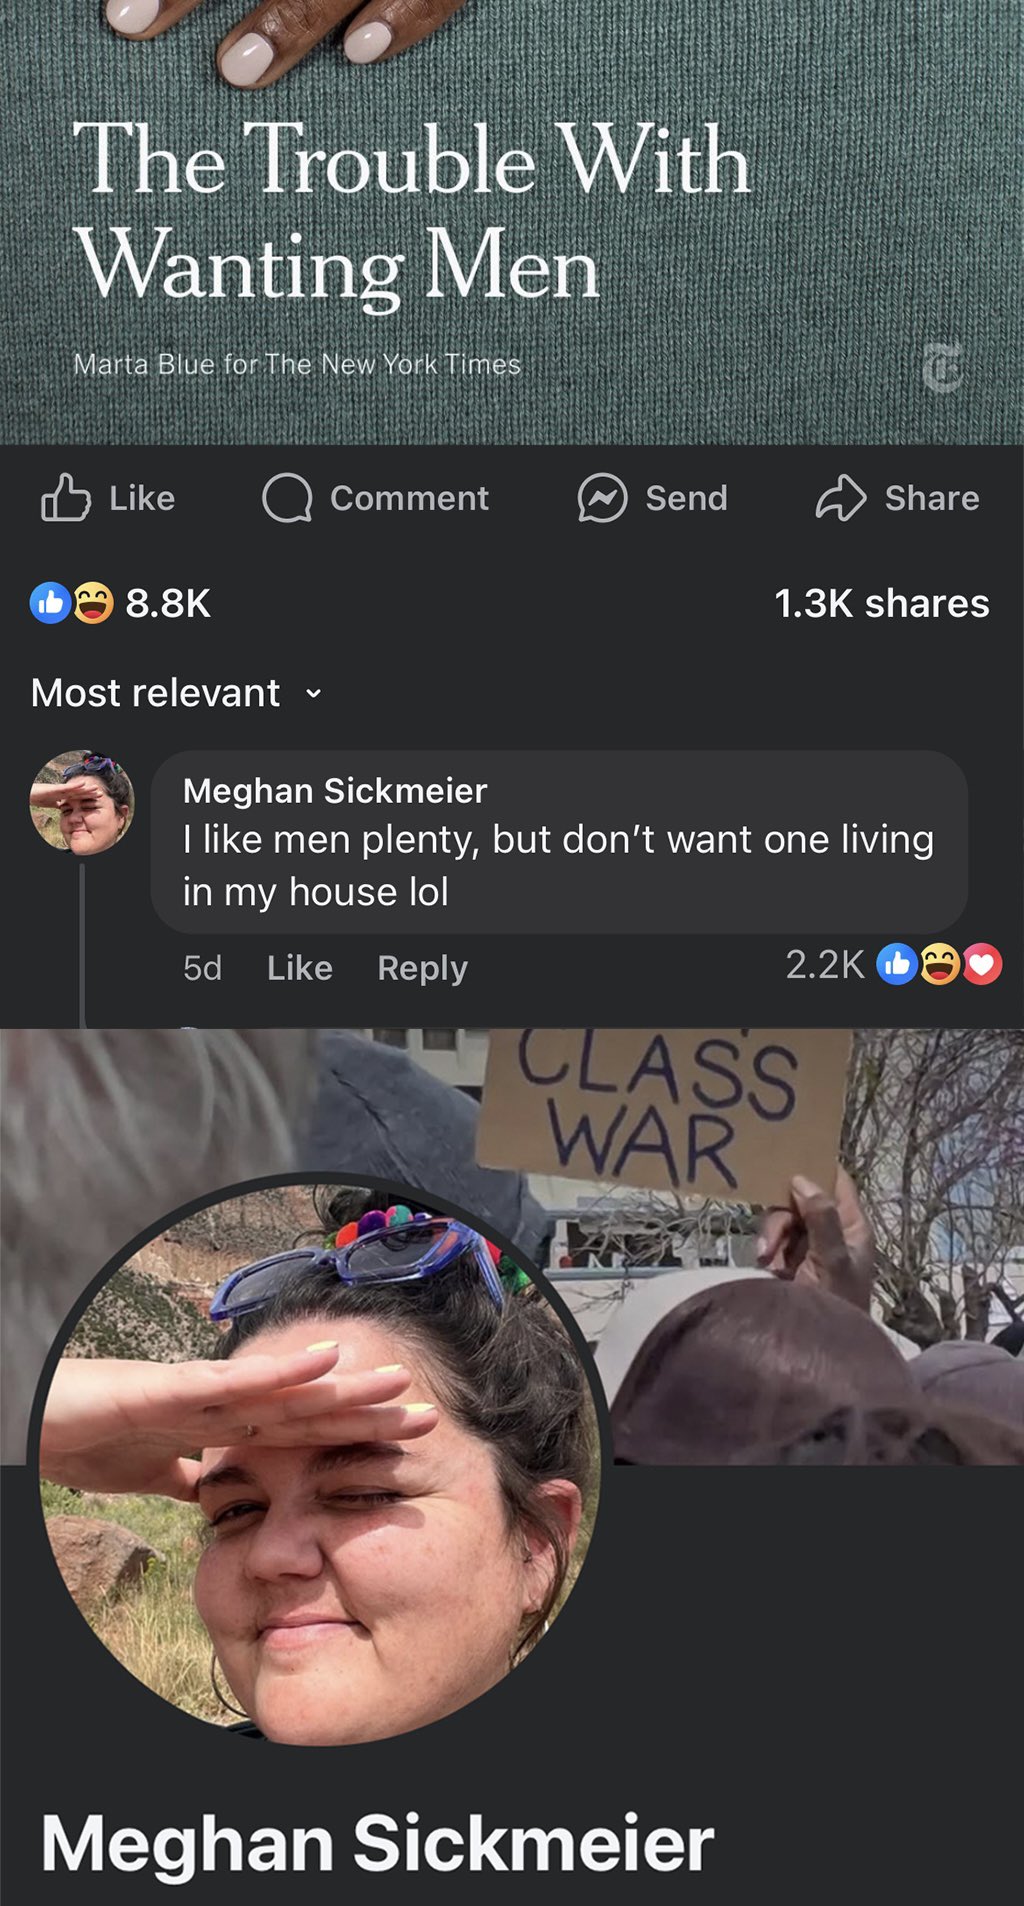 The Trouble With
Wanting Men
Marta Blue for The New York Times
Like Comment Send Share
8.8K 1.3K shares
Most relevant
Meghan Sickmeier
I like men plenty, but don’t want one living
in my house lol
5d Like Reply 2.2K
CLASS
WAR
Meghan Sickmeier